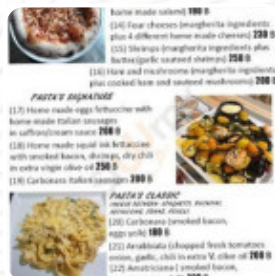 home made salami) 190 B
(14) Four cheeses (margherita ingredients
plus 4 different home made cheeses) 230 B
(15) Shrimps (margherita ingredients plus
butter/garlic sauteed shrimp) 250 B
(16) Ham and mushrooms (margherita ingredients
plus cooked ham and sauteed mushrooms) 200 B
PASTA'S SIGNATURE
(17) Home made eggs fettuccine with
home made Italian sausages
in saffron/cream sauce 200 B
(18) Home made squid ink fettuccine
with smoked bacon, shrimps, dry chili
in extra virgin olive oil 250 B
(19) Carbonara Italian sausages 200 B
PASTA'S CLASSIC
(20) Carbonara (smoked bacon,
eggs yolk) 180 B
(21) Arrabbiata (chopped fresh tomatoes
onion, garlic, chili in extra V. olive oil 200 B
(22) Amatriciana ( smoked bacon,